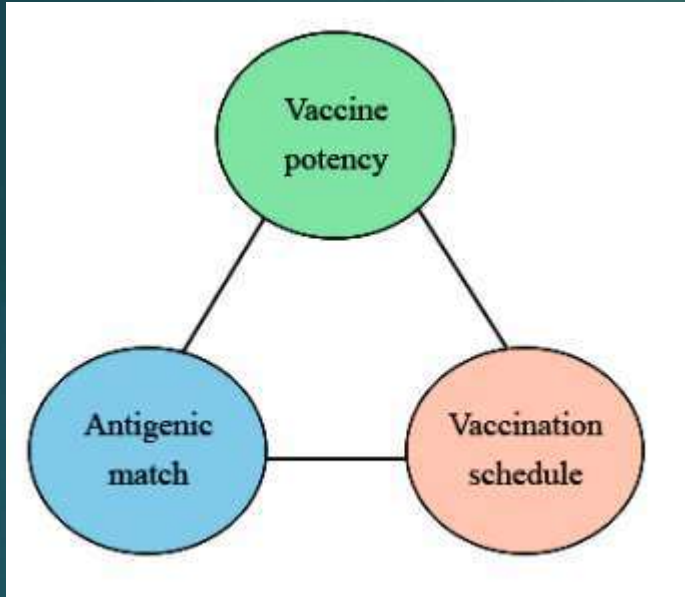 Vaccine
potency
Antigenic
match
Vaccination
schedule